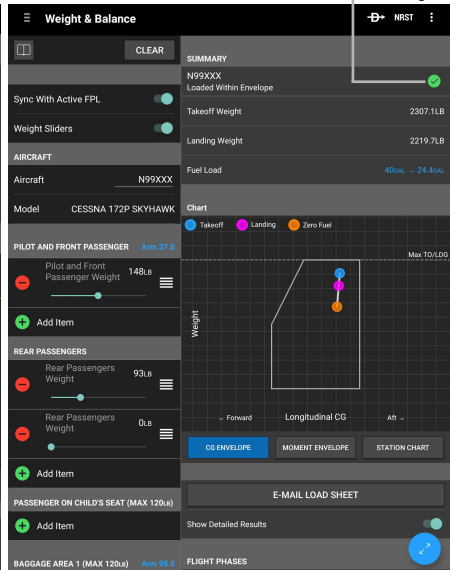 Weight & Balance
NRST
CLEAR
Sync With Active FPL
Weight Sliders
AIRCRAFT
Aircraft N99XXX
Model CESSNA 172P SKYHAWK
PILOT AND FRONT PASSENGER Arm 37.0
Pilot and Front
Passenger Weight 148LB
Add Item
REAR PASSENGERS
Rear Passengers
Weight 93LB
Rear Passengers
Weight 0LB
Add Item
PASSENGER ON CHILD'S SEAT (MAX 120LB)
Add Item
BAGGAGE AREA 1 (MAX 120LB) Arm 95.0
SUMMARY
N99XXX
Loaded Within Envelope
Takeoff Weight 2307.1LB
Landing Weight 2219.7LB
Fuel Load 40GAL → 24.4GAL
Chart
Takeoff Landing Zero Fuel
Max TO/LDG
Weight
← Forward Longitudinal CG Aft →
CG ENVELOPE MOMENT ENVELOPE STATION CHART
E-MAIL LOAD SHEET
Show Detailed Results
FLIGHT PHASES